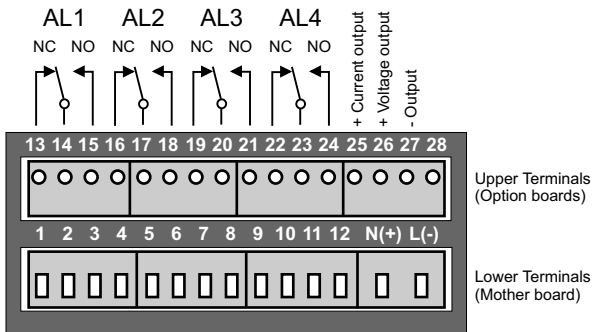 AL1 AL2 AL3 AL4
NC NO NC NO NC NO NC NO
+ Current output
+ Voltage output
- Output
13 14 15 16 17 18 19 20 21 22 23 24 25 26 27 28
Upper Terminals
(Option boards)
1 2 3 4 5 6 7 8 9 10 11 12 N(+) L(-)
Lower Terminals
(Mother board)